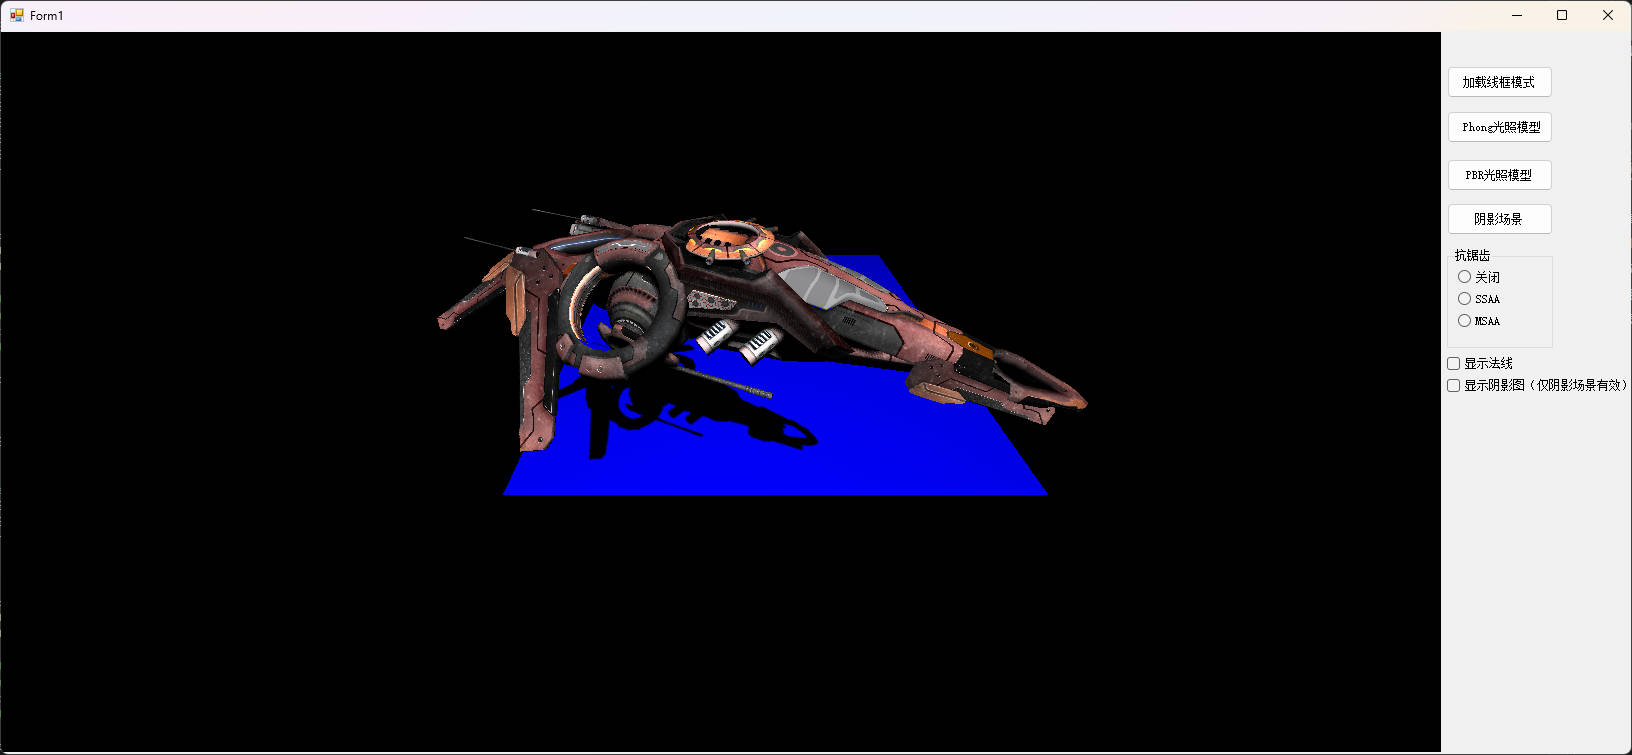 Form1
加载线框模式
Phong光照模型
PBR光照模型
阴影场景
抗锯齿
关闭
SSAA
MSAA
显示法线
显示阴影图（仅阴影场景有效）